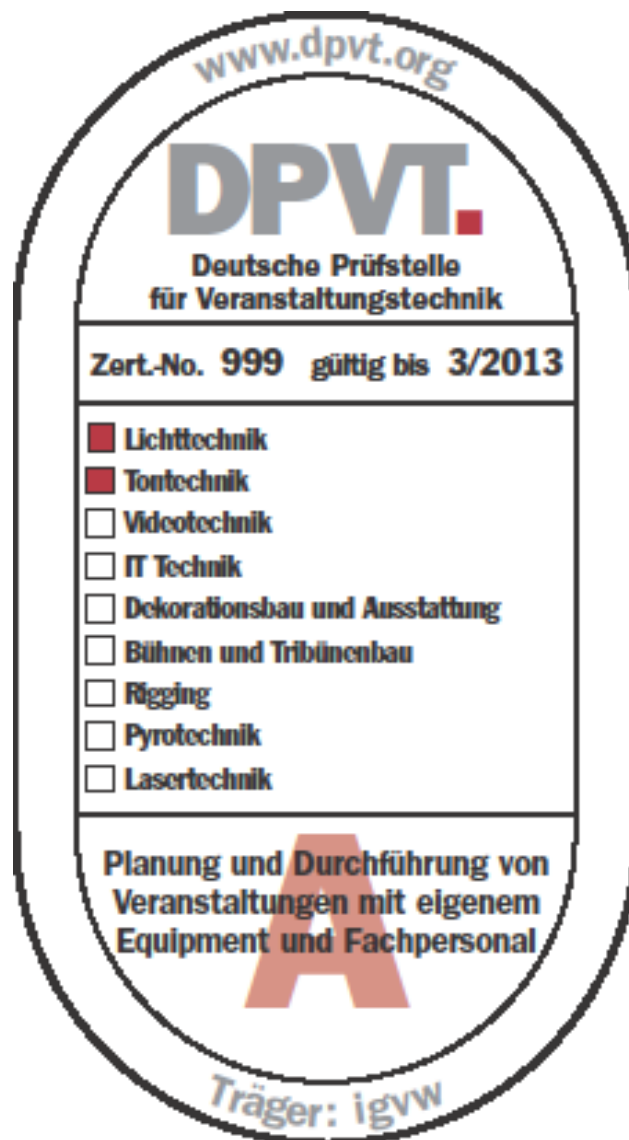 www.dpvt.org
DPVT.
Deutsche Prüfstelle
für Veranstaltungstechnik
Zert.-No. 999 gültig bis 3/2013
Lichttechnik
Tontechnik
Videotechnik
IT Technik
Dekorationsbau und Ausstattung
Bühnen und Tribünenbau
Rigging
Pyrotechnik
Lasertechnik
A
Planung und Durchführung von
Veranstaltungen mit eigenem
Equipment und Fachpersonal
Träger: igvw